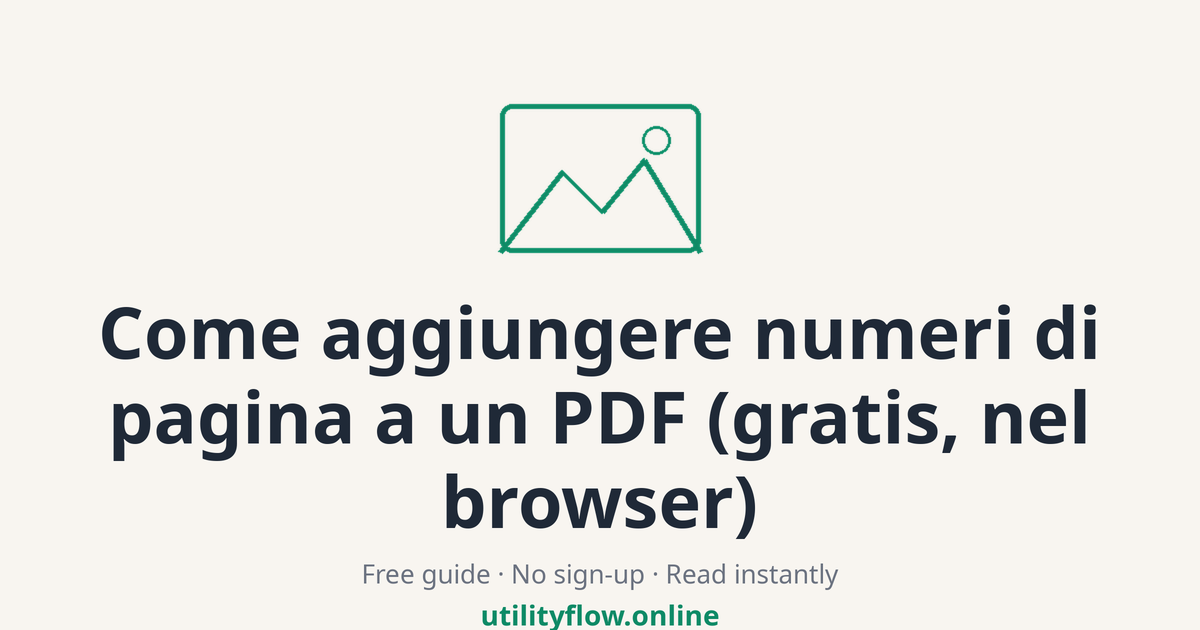 Come aggiungere numeri di
pagina a un PDF (gratis, nel
browser)
Free guide · No sign-up · Read instantly
utilityflow.online